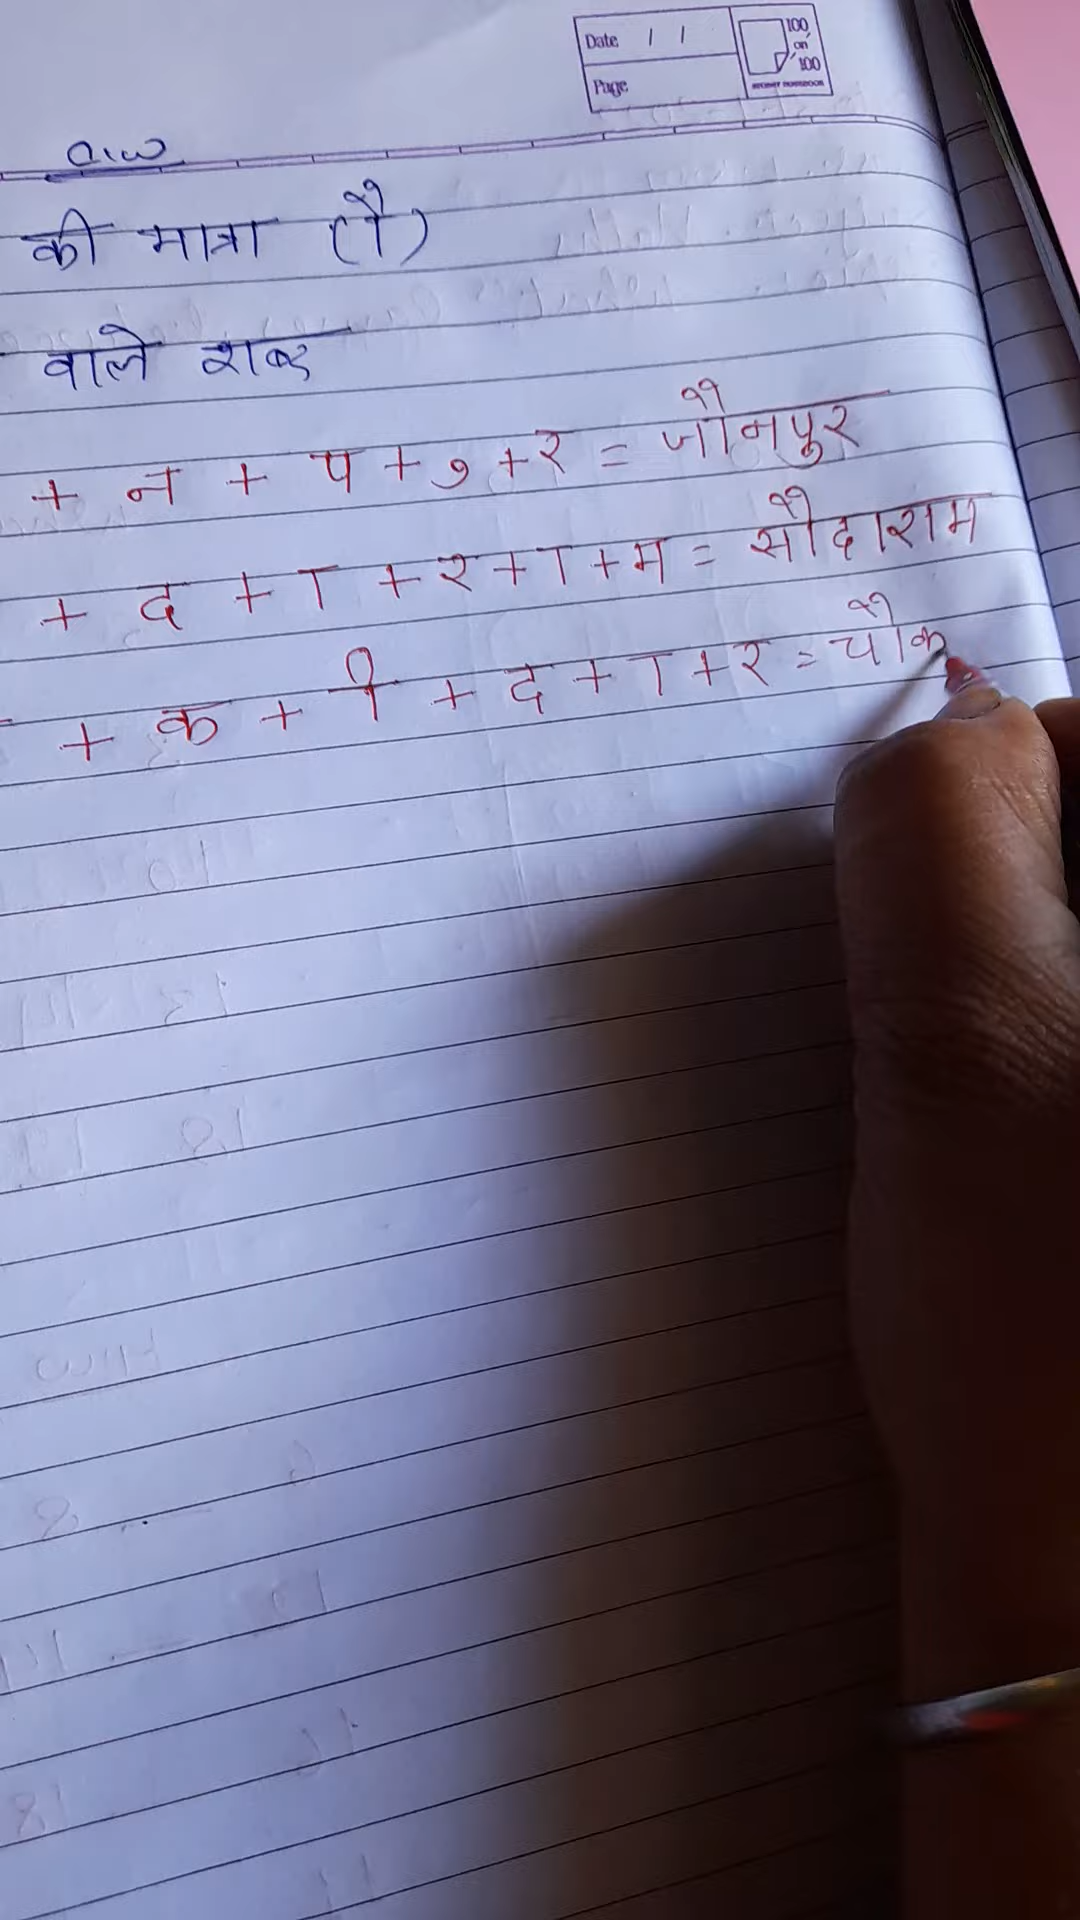 Date / /
Page
100 on 100
C.W
की मात्रा (ौ)
वाले शब्द
+ न + प + ु + र = जौनपुर
+ द + ा + र + ा + म = सौदाराम
+ क + ी + द + ा + र = चौक